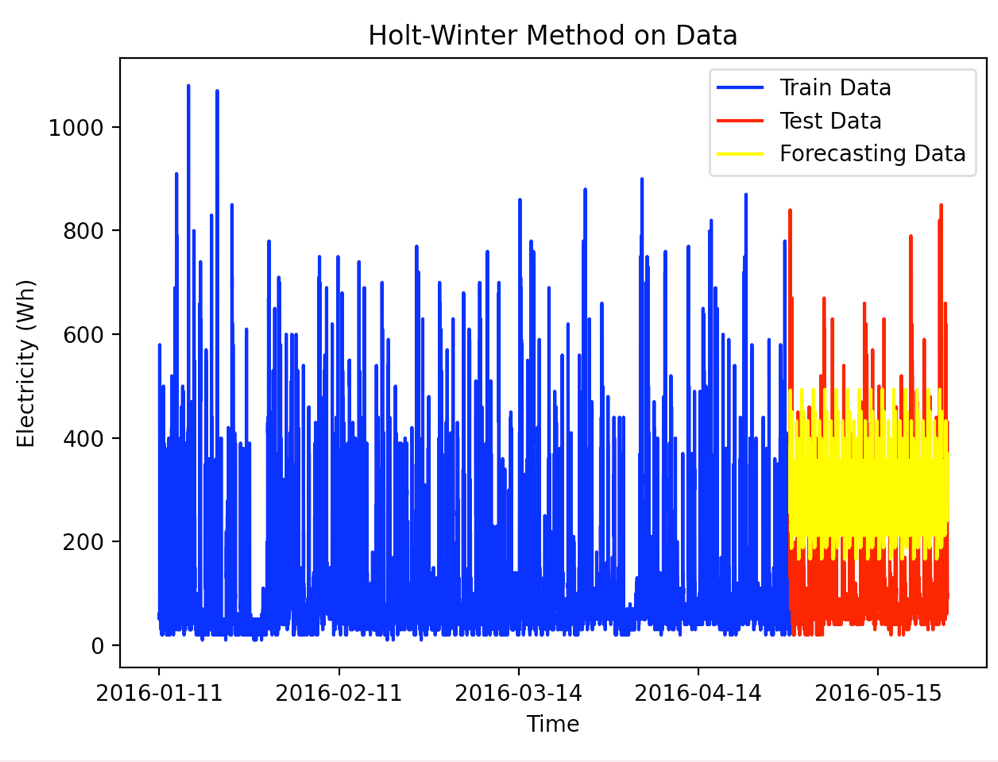 Holt-Winter Method on Data
Train Data
Test Data
Forecasting Data
1000
800
600
400
200
0
Electricity (Wh)
2016-01-11 2016-02-11 2016-03-14 2016-04-14 2016-05-15
Time